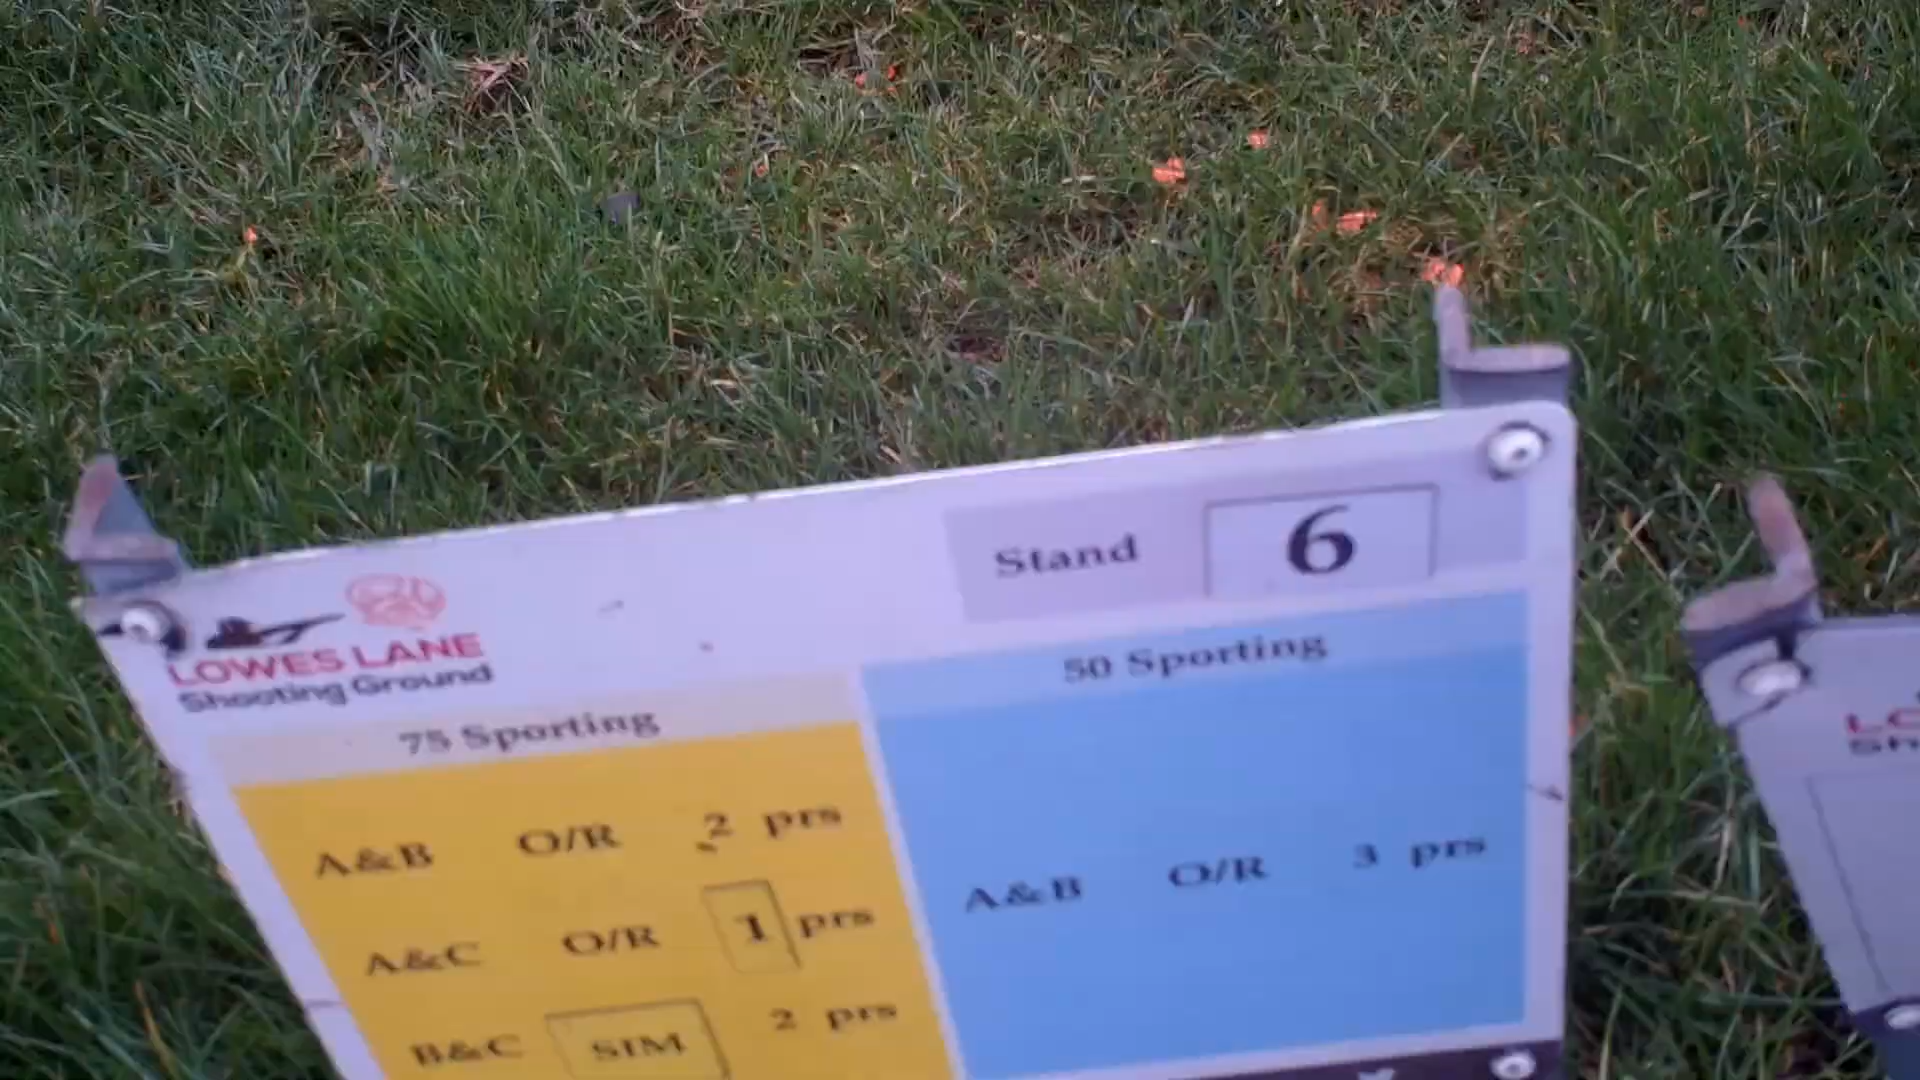 Stand 6
LOWES LANE
Shooting Ground
75 Sporting
A&B O/R 2 prs
A&C O/R 1 prs
B&C SIM 2 prs
50 Sporting
A&B O/R 3 prs